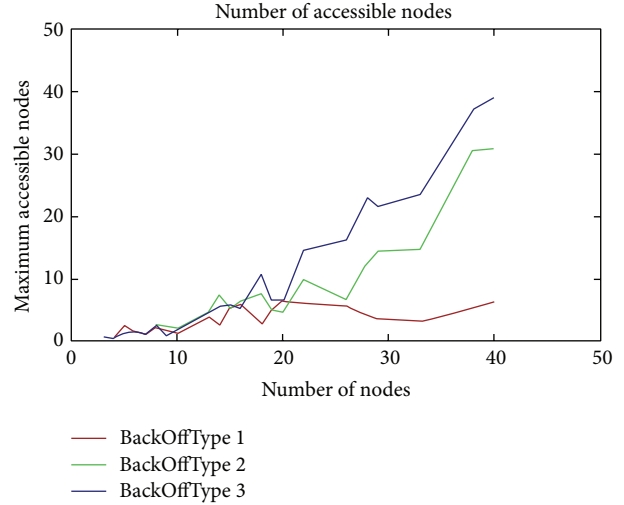 Number of accessible nodes
50
40
30
20
10
0
Maximum accessible nodes
0 10 20 30 40 50
Number of nodes
BackOffType 1
BackOffType 2
BackOffType 3